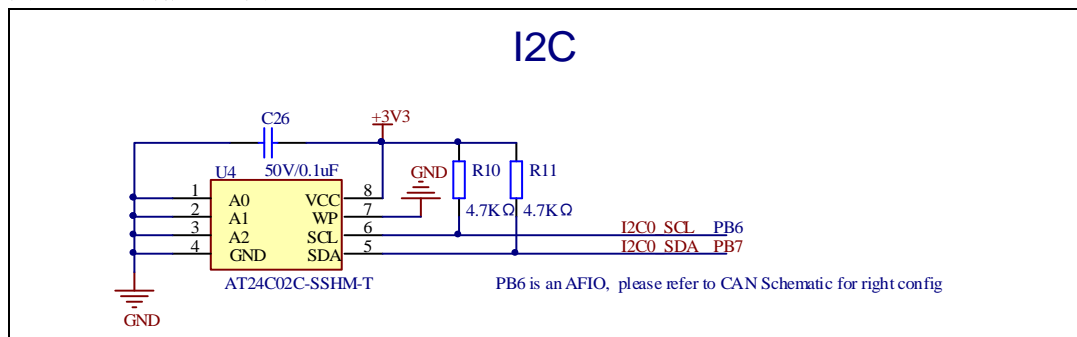 I2C
+3V3
C26
U4
50V/0.1uF
GND
R10
R11
4.7KΩ
4.7KΩ
1
A0
VCC
8
2
A1
WP
7
3
A2
SCL
6
4
GND
SDA
5
I2C0_SCL PB6
I2C0_SDA PB7
AT24C02C-SSHM-T
PB6 is an AFIO, please refer to CAN Schematic for right config
GND